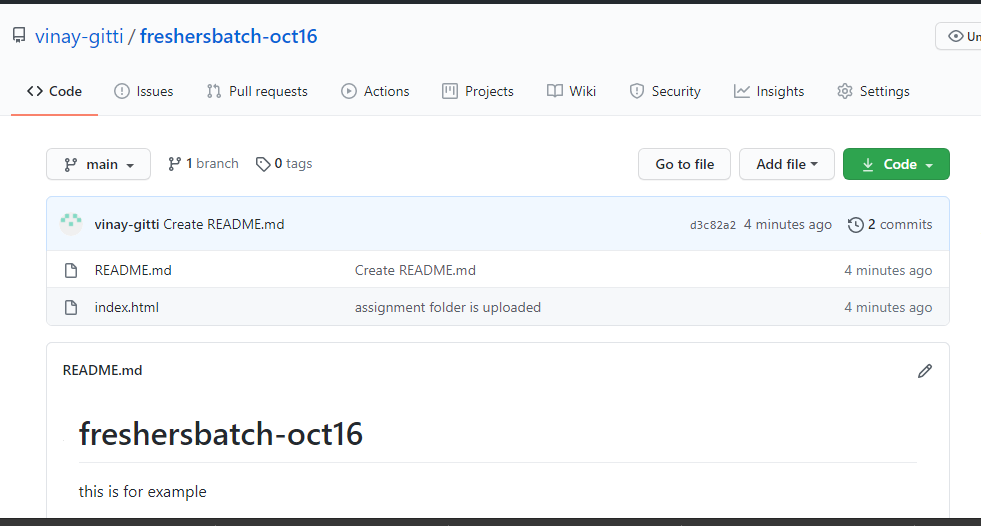 vinay-gitti / freshersbatch-oct16
Code Issues Pull requests Actions Projects Wiki Security Insights Settings
main 1 branch 0 tags Go to file Add file Code
vinay-gitti Create README.md d3c82a2 4 minutes ago 2 commits
README.md Create README.md 4 minutes ago
index.html assignment folder is uploaded 4 minutes ago
README.md
freshersbatch-oct16
this is for example